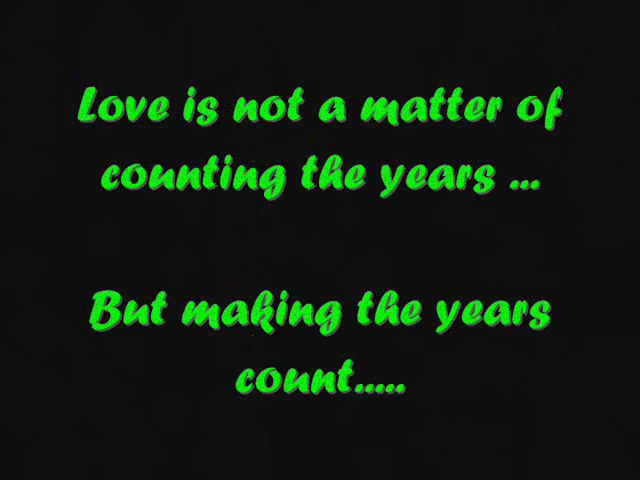 Love is not a matter of
counting the years ...
But making the years
count.....